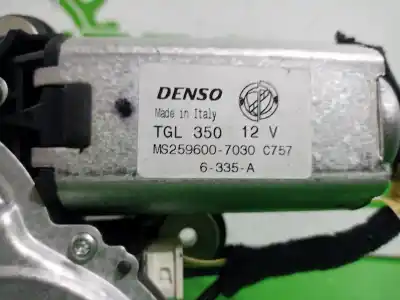 DENSO
Made in Italy
TGL 350 12 V
MS259600-7030 C757
6-335-A